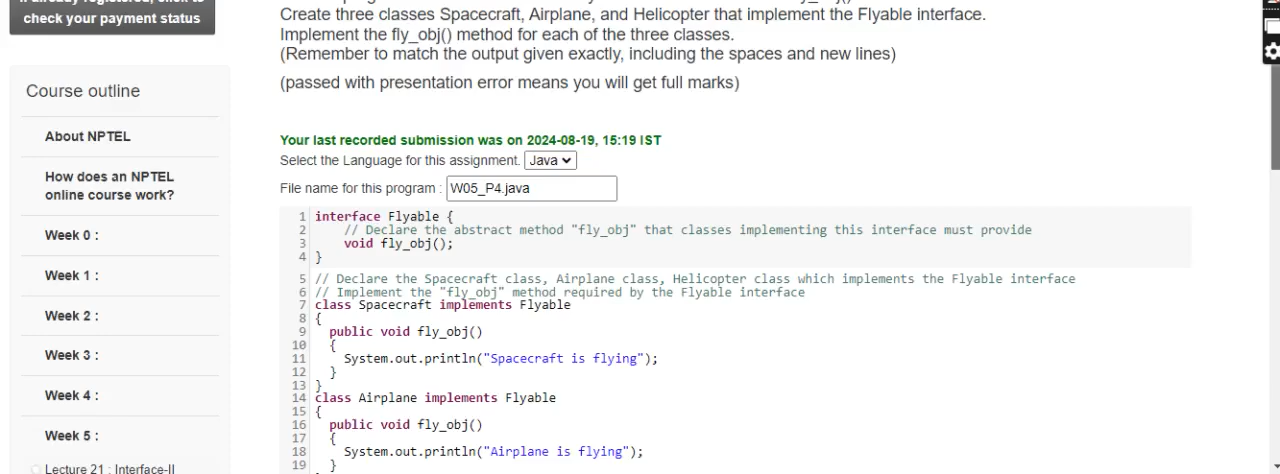 check your payment status
Course outline
About NPTEL
How does an NPTEL
online course work?
Week 0 :
Week 1 :
Week 2 :
Week 3 :
Week 4 :
Week 5 :
Lecture 21 : Interface-II
Create three classes Spacecraft, Airplane, and Helicopter that implement the Flyable interface.
Implement the fly_obj() method for each of the three classes.
(Remember to match the output given exactly, including the spaces and new lines)
(passed with presentation error means you will get full marks)
Your last recorded submission was on 2024-08-19, 15:19 IST
Select the Language for this assignment. Java
File name for this program : W05_P4.java
1 interface Flyable {
2 // Declare the abstract method "fly_obj" that classes implementing this interface must provide
3 void fly_obj();
4 }
5 // Declare the Spacecraft class, Airplane class, Helicopter class which implements the Flyable interface
6 // Implement the "fly_obj" method required by the Flyable interface
7 class Spacecraft implements Flyable
8 {
9 public void fly_obj()
10 {
11 System.out.println("Spacecraft is flying");
12 }
13 }
14 class Airplane implements Flyable
15 {
16 public void fly_obj()
17 {
18 System.out.println("Airplane is flying");
19 }